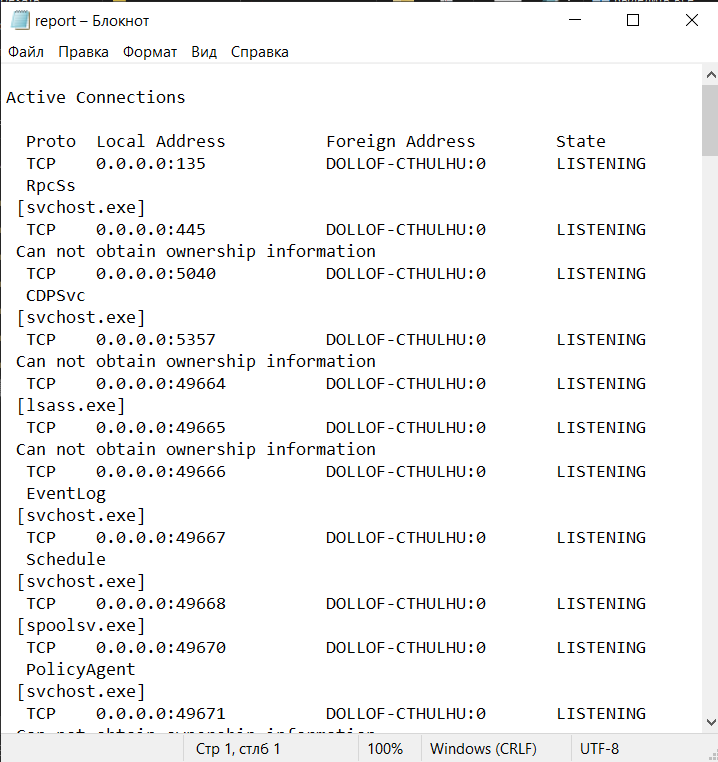 report – Блокнот
Файл Правка Формат Вид Справка
Active Connections
Proto Local Address Foreign Address State
TCP 0.0.0.0:135 DOLLOF-CTHULHU:0 LISTENING
RpcSs
[svchost.exe]
TCP 0.0.0.0:445 DOLLOF-CTHULHU:0 LISTENING
Can not obtain ownership information
TCP 0.0.0.0:5040 DOLLOF-CTHULHU:0 LISTENING
CDPSvc
[svchost.exe]
TCP 0.0.0.0:5357 DOLLOF-CTHULHU:0 LISTENING
Can not obtain ownership information
TCP 0.0.0.0:49664 DOLLOF-CTHULHU:0 LISTENING
[lsass.exe]
TCP 0.0.0.0:49665 DOLLOF-CTHULHU:0 LISTENING
Can not obtain ownership information
TCP 0.0.0.0:49666 DOLLOF-CTHULHU:0 LISTENING
EventLog
[svchost.exe]
TCP 0.0.0.0:49667 DOLLOF-CTHULHU:0 LISTENING
Schedule
[svchost.exe]
TCP 0.0.0.0:49668 DOLLOF-CTHULHU:0 LISTENING
[spoolsv.exe]
TCP 0.0.0.0:49670 DOLLOF-CTHULHU:0 LISTENING
PolicyAgent
[svchost.exe]
TCP 0.0.0.0:49671 DOLLOF-CTHULHU:0 LISTENING
Can not obtain ownership information
Стр 1, стлб 1 100% Windows (CRLF) UTF-8